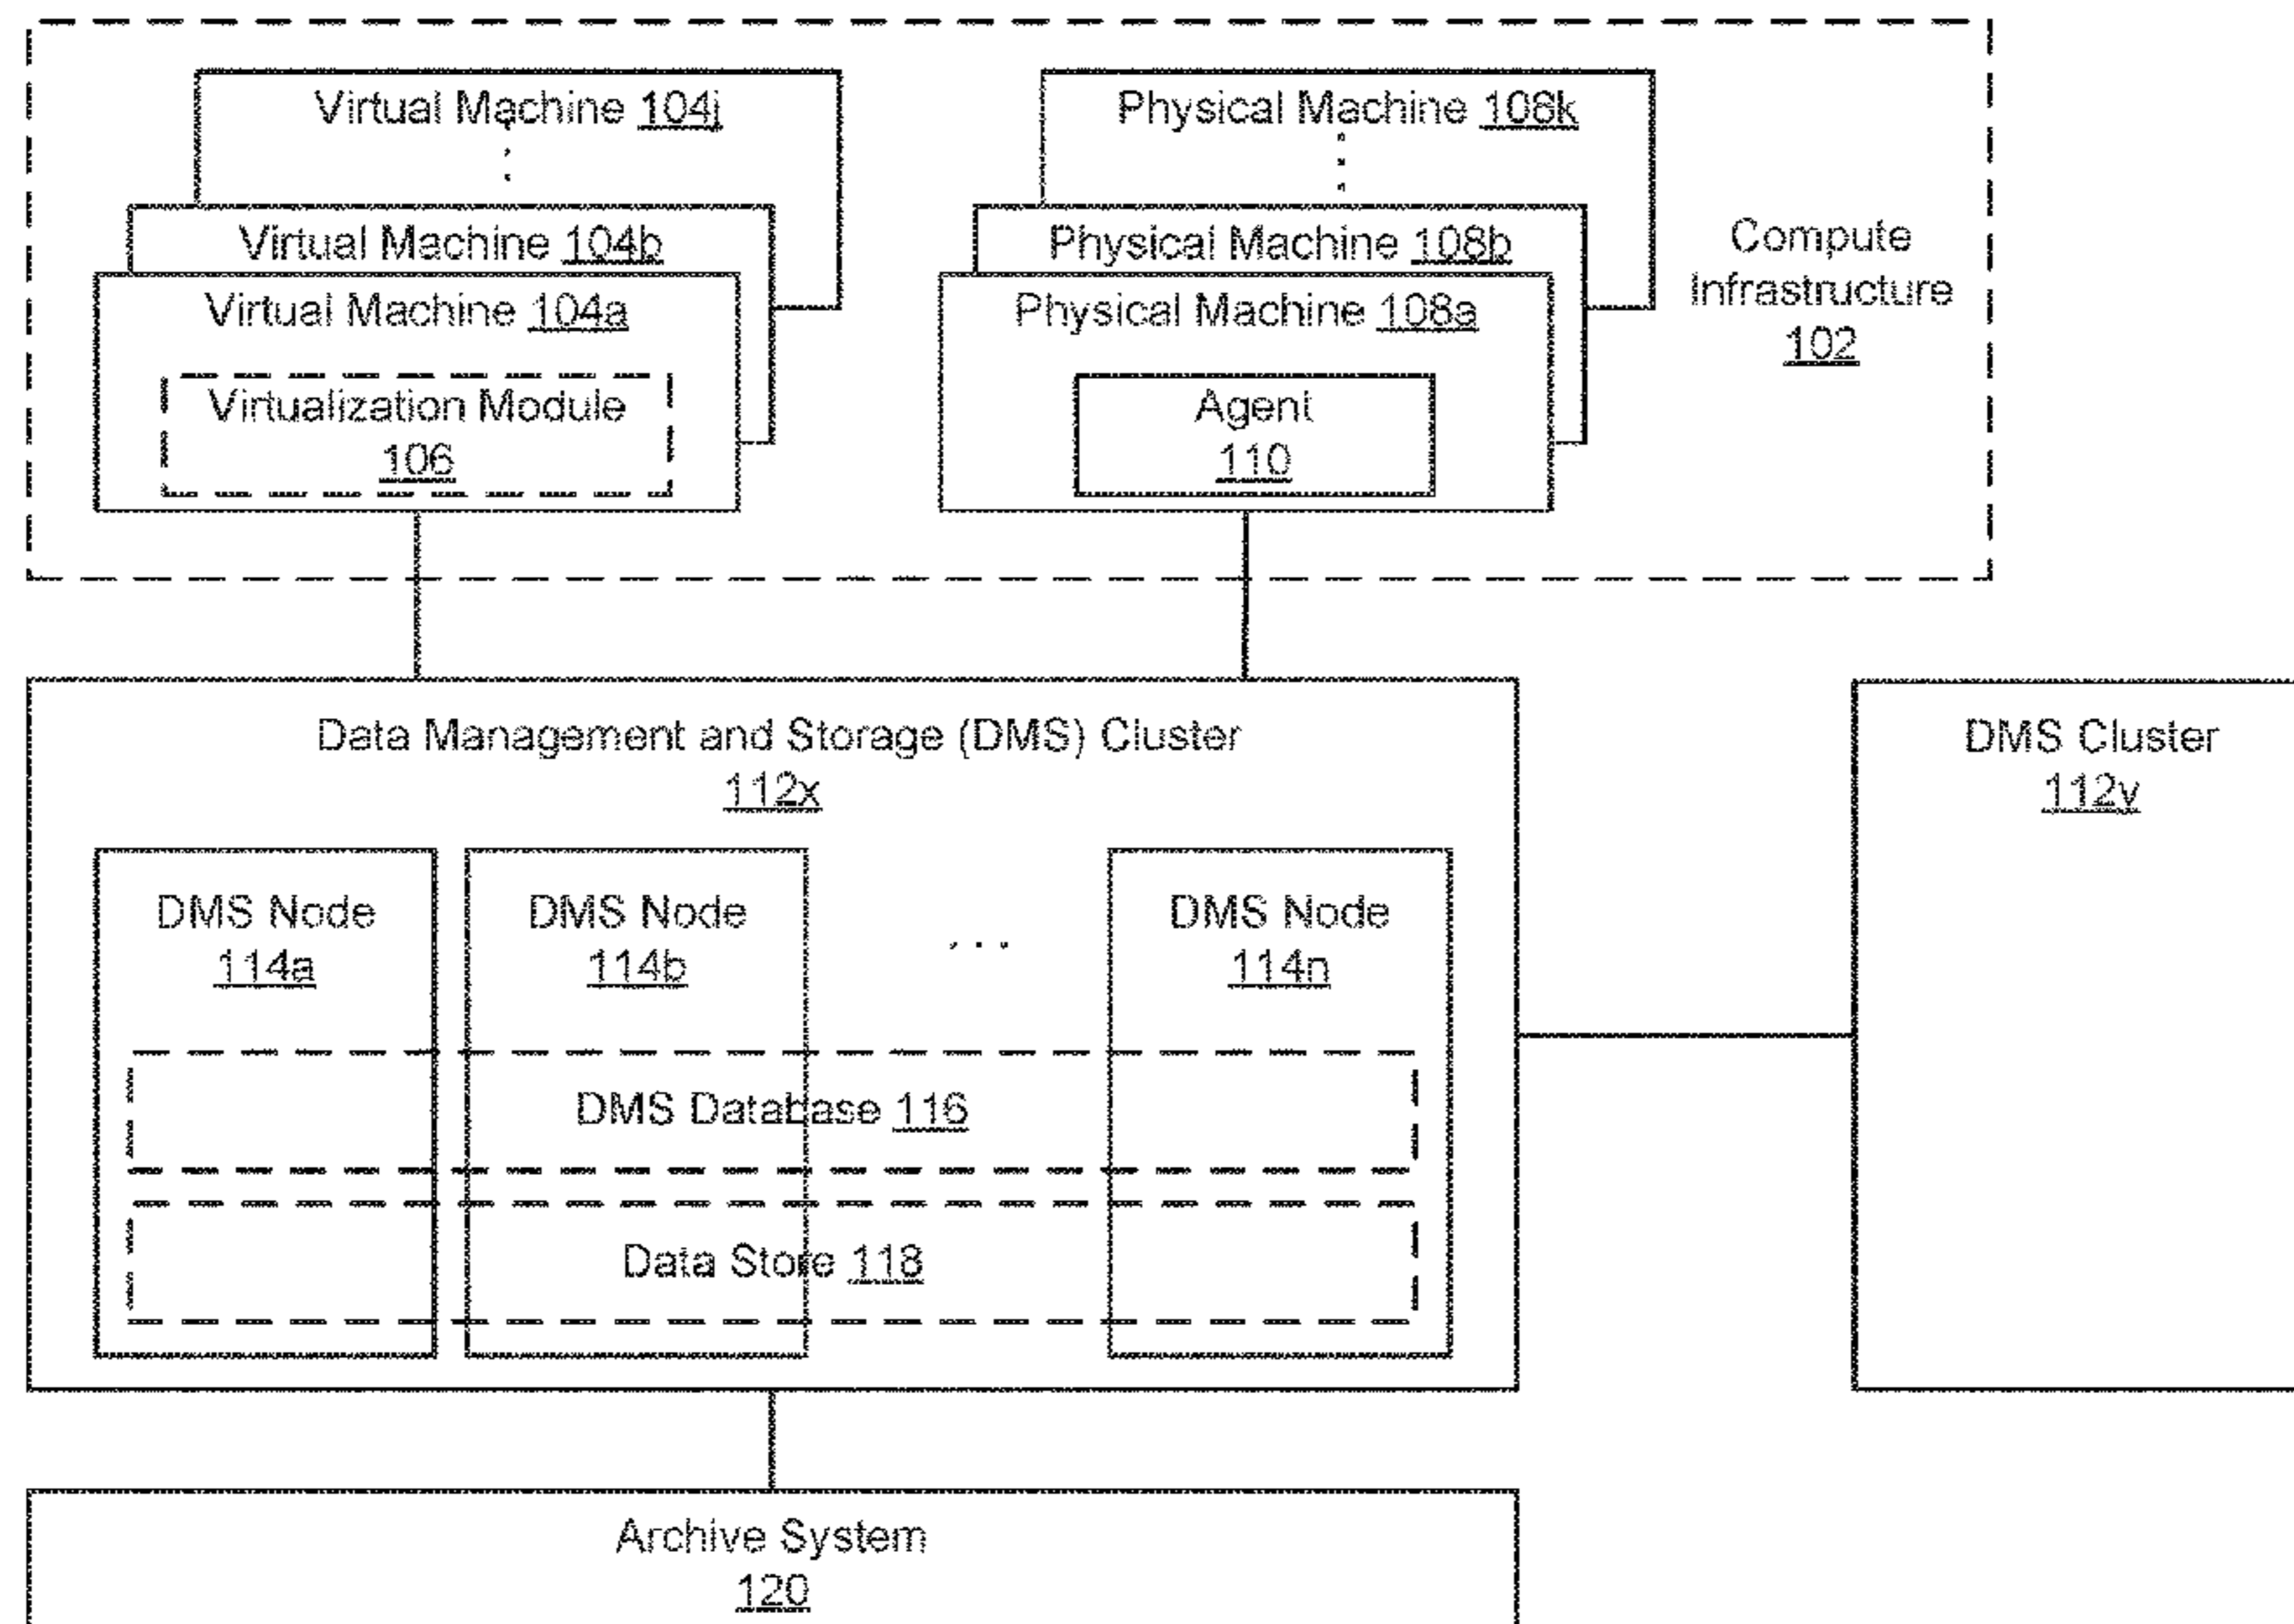 Virtual Machine 104j
Virtual Machine 104b
Virtual Machine 104a
Virtualization Module
106
Physical Machine 108k
Physical Machine 108b
Physical Machine 108a
Agent
110
Compute
Infrastructure
102
Data Management and Storage (DMS) Cluster
112x
DMS Node
114a
DMS Node
114b
. . .
DMS Node
114n
DMS Database 116
Data Store 118
DMS Cluster
112y
Archive System
120